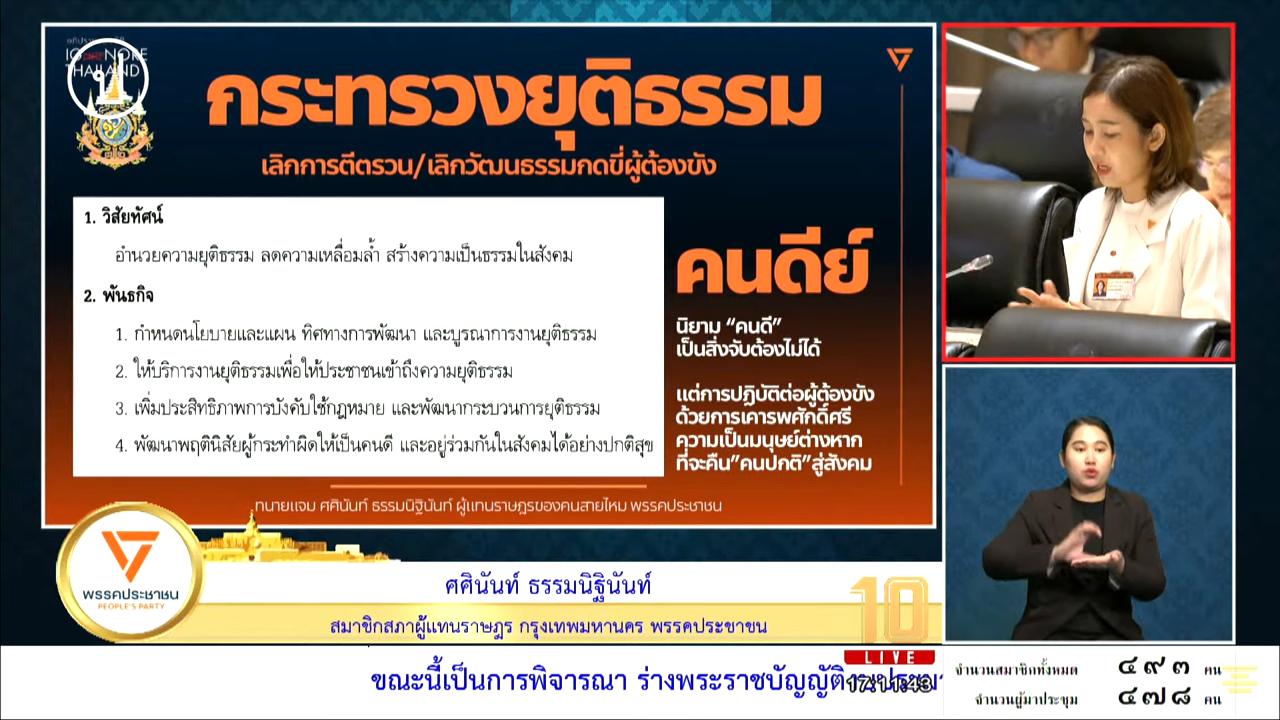 กระทรวงยุติธรรม
เลิกการตีตรวน/เลิกวัฒนธรรมกดขี่ผู้ต้องขัง
1. วิสัยทัศน์
อำนวยความยุติธรรม ลดความเหลื่อมล้ำ สร้างความเป็นธรรมในสังคม
2. พันธกิจ
1. กำหนดนโยบายและแผน ทิศทางการพัฒนา และบูรณาการงานยุติธรรม
2. ให้บริการงานยุติธรรมเพื่อให้ประชาชนเข้าถึงความยุติธรรม
3. เพิ่มประสิทธิภาพการบังคับใช้กฎหมาย และพัฒนากระบวนการยุติธรรม
4. พัฒนาพฤตินิสัยผู้กระทำผิดให้เป็นคนดี และอยู่ร่วมกันในสังคมได้อย่างปกติสุข
คนดีย์
นิยาม “คนดี”
เป็นสิ่งจับต้องไม่ได้
แต่การปฏิบัติต่อผู้ต้องขัง
ด้วยการเคารพศักดิ์ศรี
ความเป็นมนุษย์ต่างหาก
ที่จะคืน”คนปกติ”สู่สังคม
ทนายแจม ศศินันท์ ธรรมนิฐินันท์ ผู้แทนราษฎรของคนสายไหม พรรคประชาชน
พรรคประชาชน
PEOPLE'S PARTY
ศศินันท์ ธรรมนิฐินันท์
สมาชิกสภาผู้แทนราษฎร กรุงเทพมหานคร พรรคประชาชน
10
LIVE
17:11:43
ขณะนี้เป็นการพิจารณา ร่างพระราชบัญญัติ
จำนวนสมาชิกทั้งหมด ๔๙๓ คน
จำนวนผู้มาประชุม ๔๗๘ คน